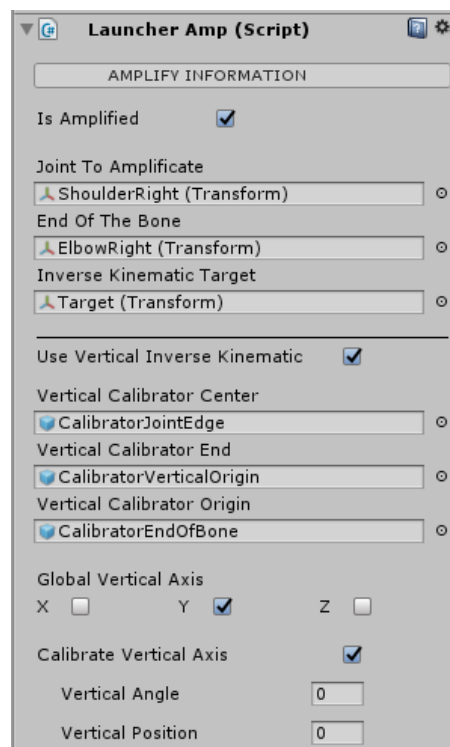 Launcher Amp (Script)
AMPLIFY INFORMATION
Is Amplified
Joint To Amplificate
ShoulderRight (Transform)
End Of The Bone
ElbowRight (Transform)
Inverse Kinematic Target
Target (Transform)
Use Vertical Inverse Kinematic
Vertical Calibrator Center
CalibratorJointEdge
Vertical Calibrator End
CalibratorVerticalOrigin
Vertical Calibrator Origin
CalibratorEndOfBone
Global Vertical Axis
X Y Z
Calibrate Vertical Axis
Vertical Angle 0
Vertical Position 0